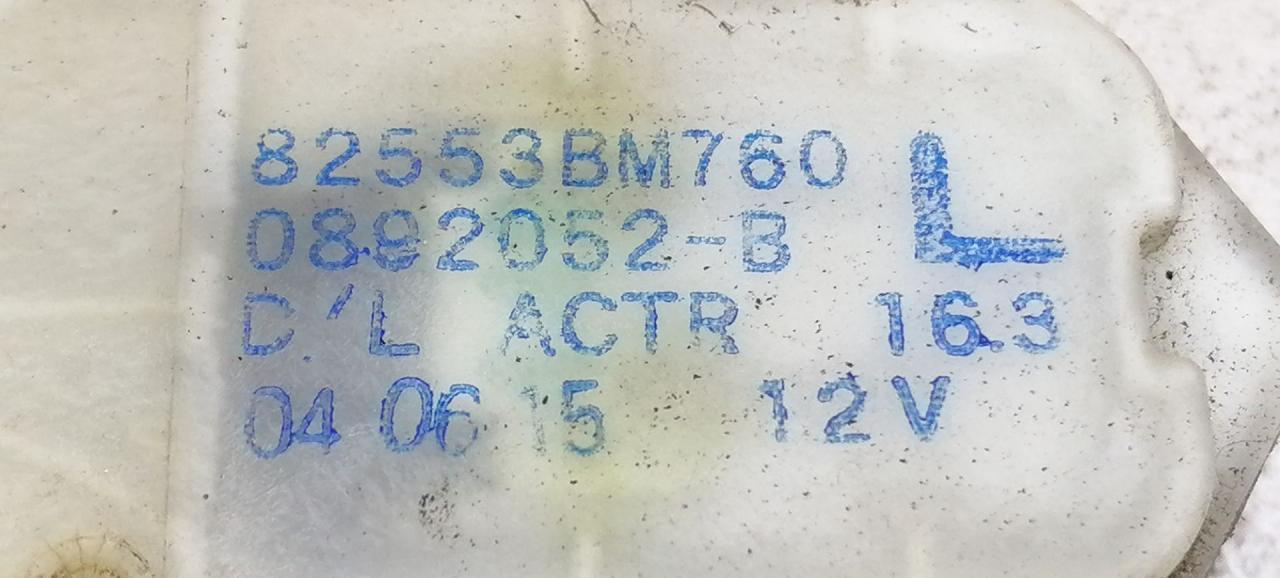 82553BM760 L
0892052-B
D/L ACTR 16.3
04 06 15 12V